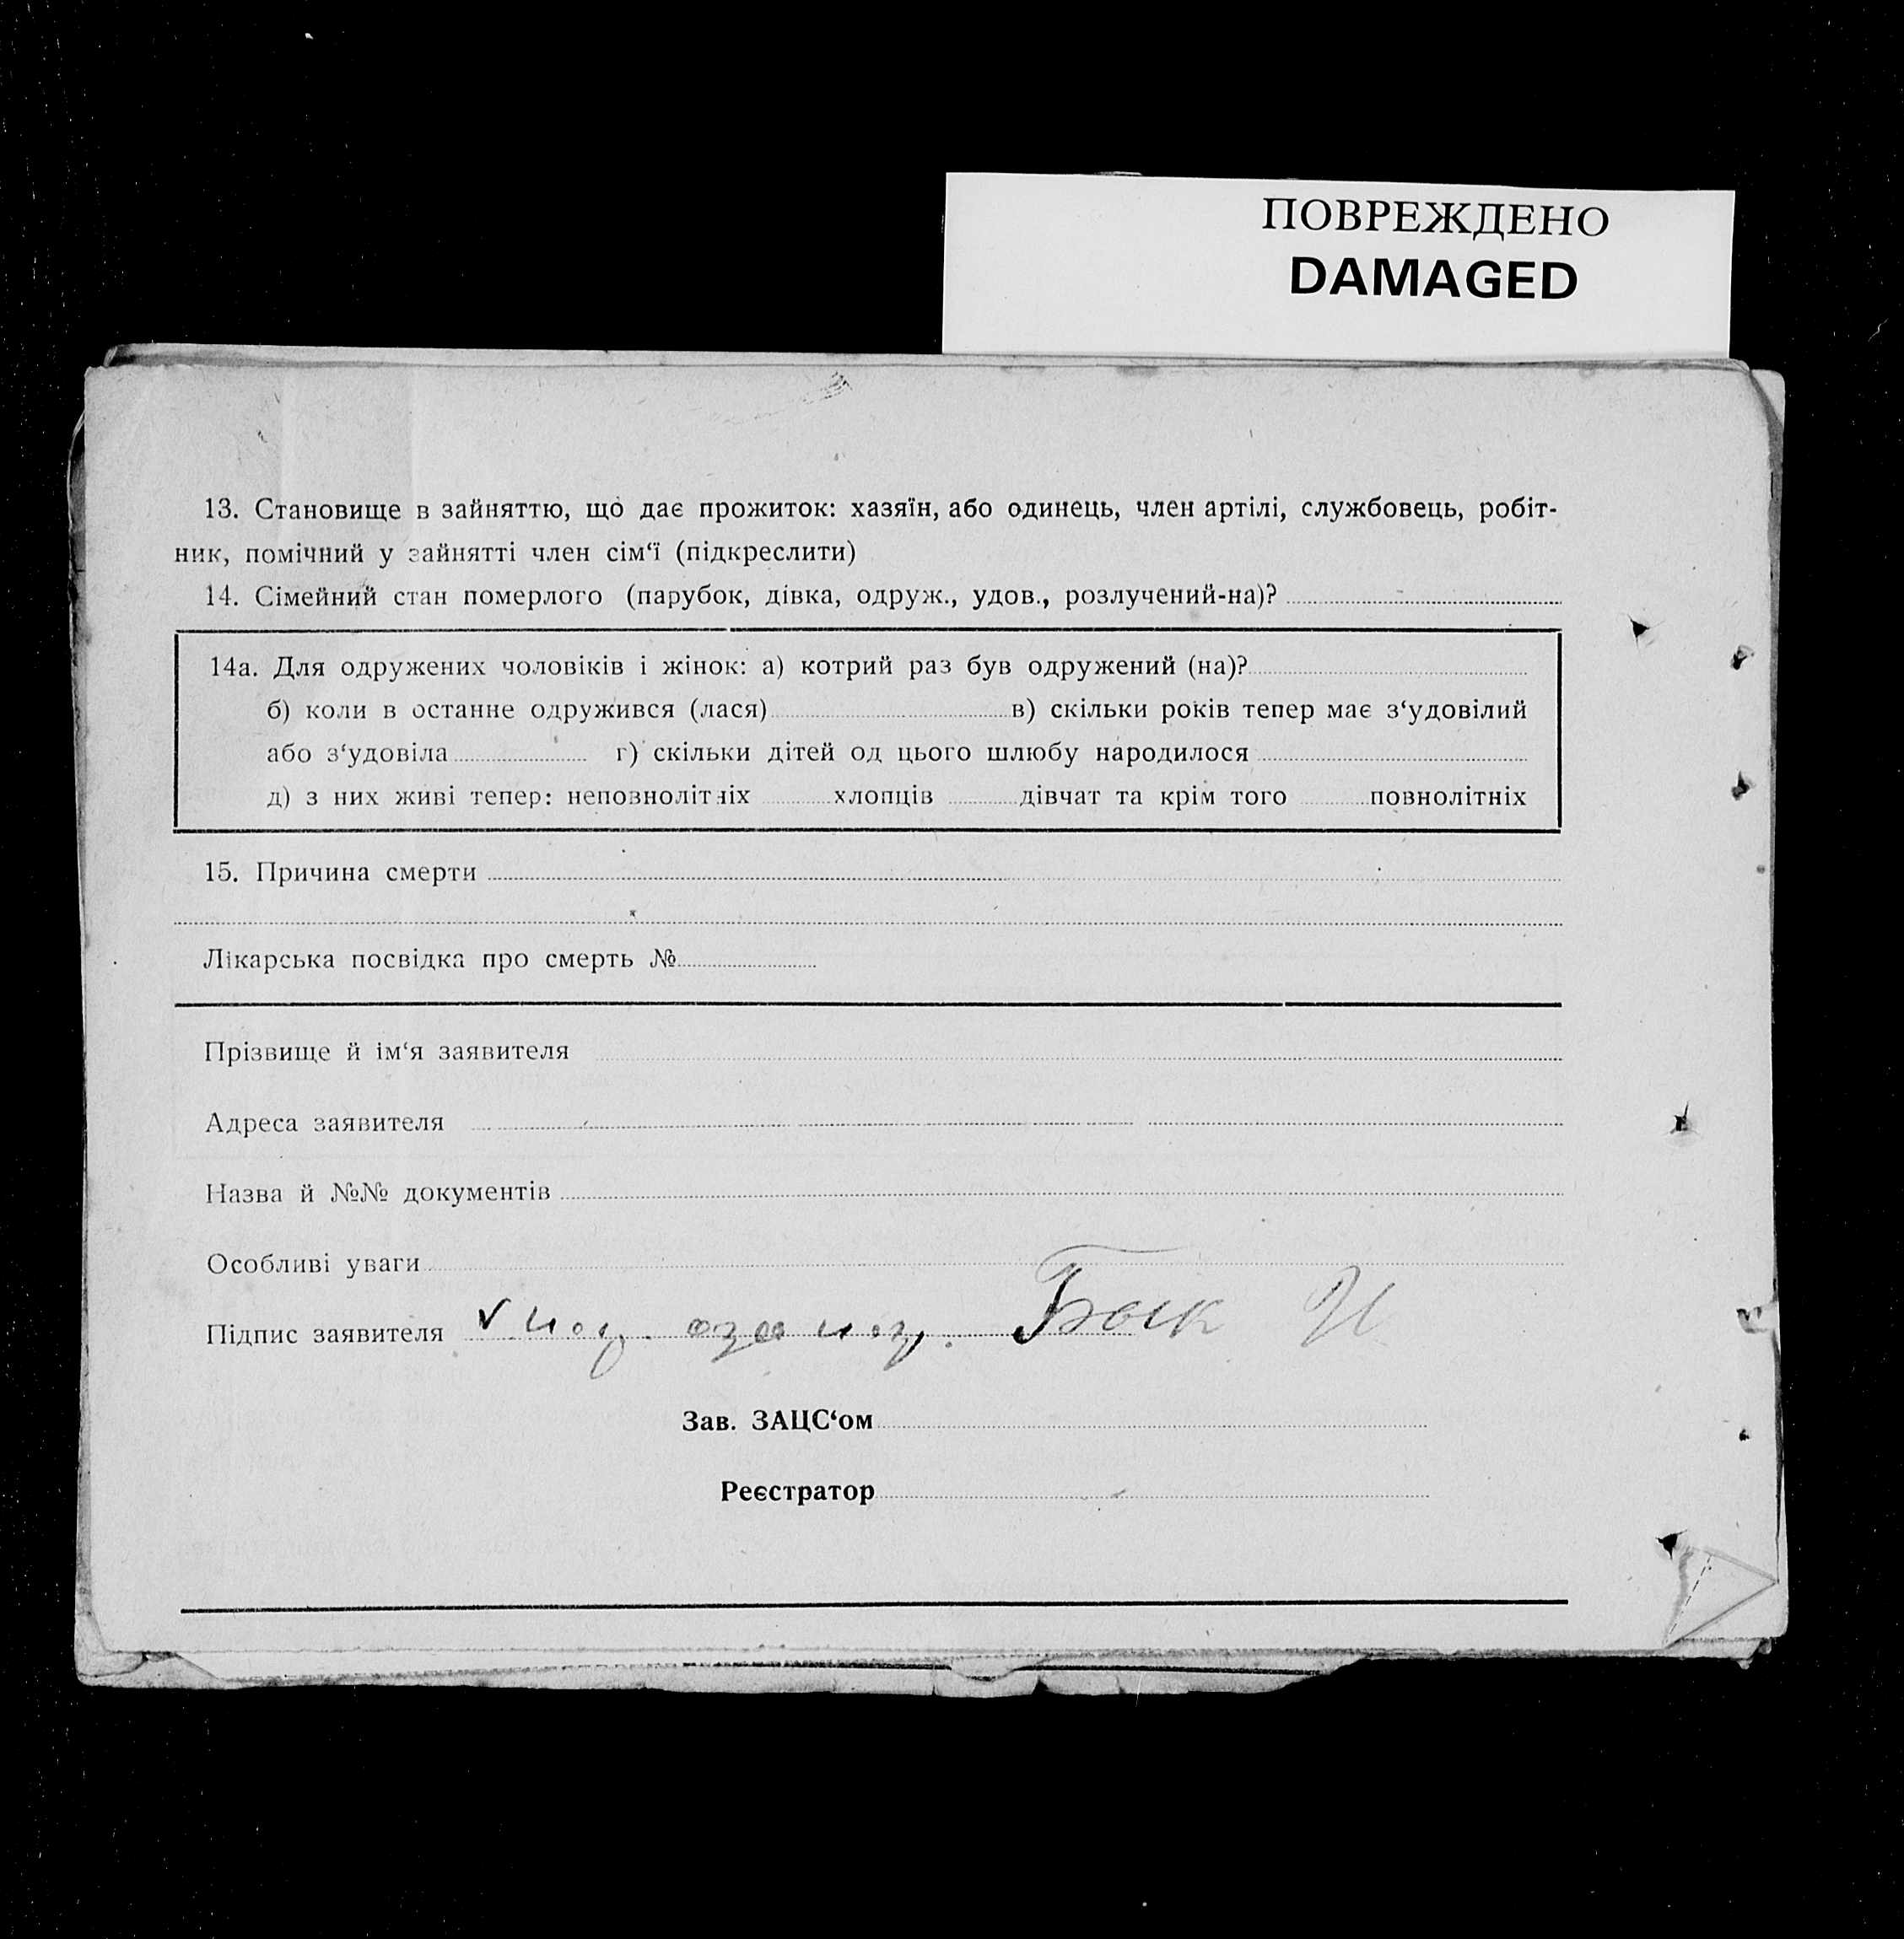 ПОВРЕЖДЕНО
DAMAGED
13. Становище в зайняттю, що дає прожиток: хазяїн, або одинець, член артілі, службовець, робіт-
ник, помічний у зайнятті член сім‘ї (підкреслити)
14. Сімейний стан померлого (парубок, дівка, одруж., удов., розлучений-на)?
14а. Для одружених чоловіків і жінок: а) котрий раз був одружений (на)?
б) коли в останне одружився (лася) в) скільки років тепер має з‘удовілий
або з‘удовіла г) скільки дітей од цього шлюбу народилося
д) з них живі тепер: неповнолітніх хлопців дівчат та крім того повнолітніх
15. Причина смерти
Лікарська посвідка про смерть №
Прізвище й ім‘я заявителя
Адреса заявителя
Назва й №№ документів
Особливі уваги
Підпис заявителя
Зав. ЗАЦС‘ом
Реєстратор